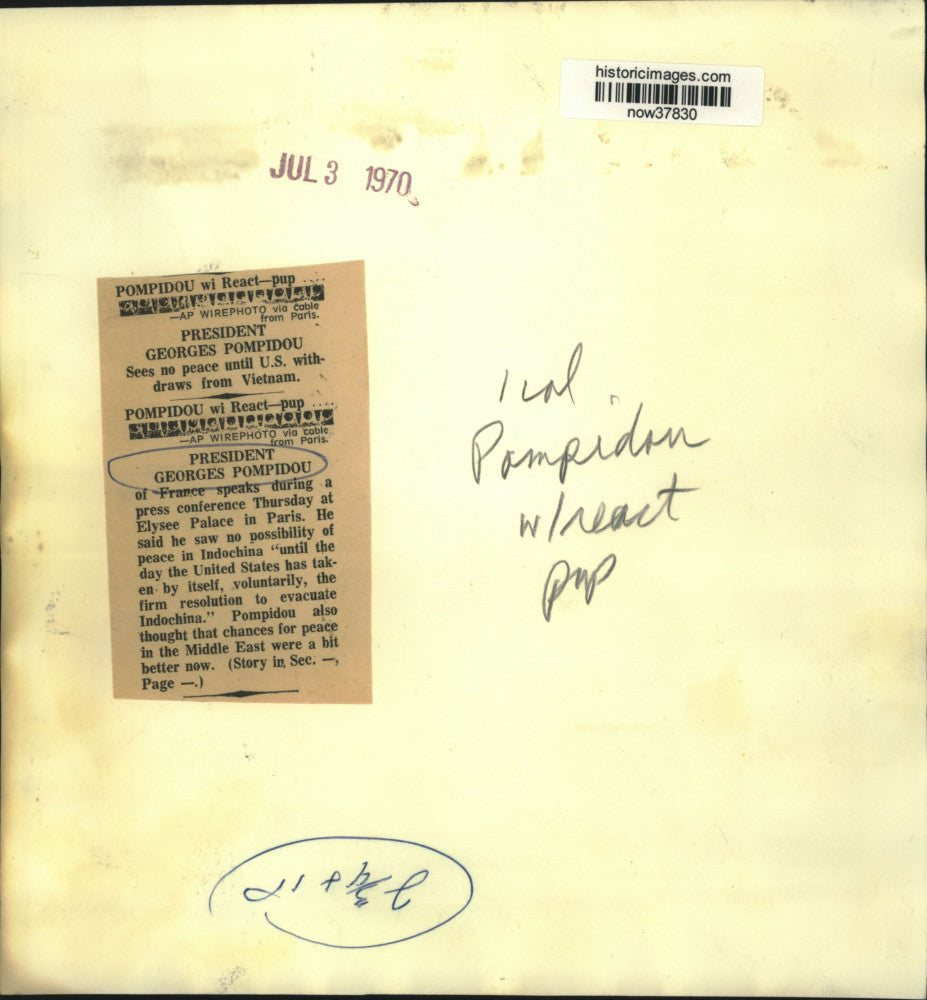 historicimages.com
now37830
JUL 3 1970
POMPIDOU wi React—pup ....
—AP WIREPHOTO via cable
from Paris.
PRESIDENT
GEORGES POMPIDOU
Sees no peace until U.S. with-
draws from Vietnam.
POMPIDOU wi React—pup ....
—AP WIREPHOTO via cable
from Paris.
PRESIDENT
GEORGES POMPIDOU
of France speaks during a
press conference Thursday at
Elysee Palace in Paris. He
said he saw no possibility of
peace in Indochina “until the
day the United States has tak-
en by itself, voluntarily, the
firm resolution to evacuate
Indochina.” Pompidou also
thought that chances for peace
in the Middle East were a bit
better now. (Story in Sec. —,
Page —.)
1 col
Pompidou
w/react
pup